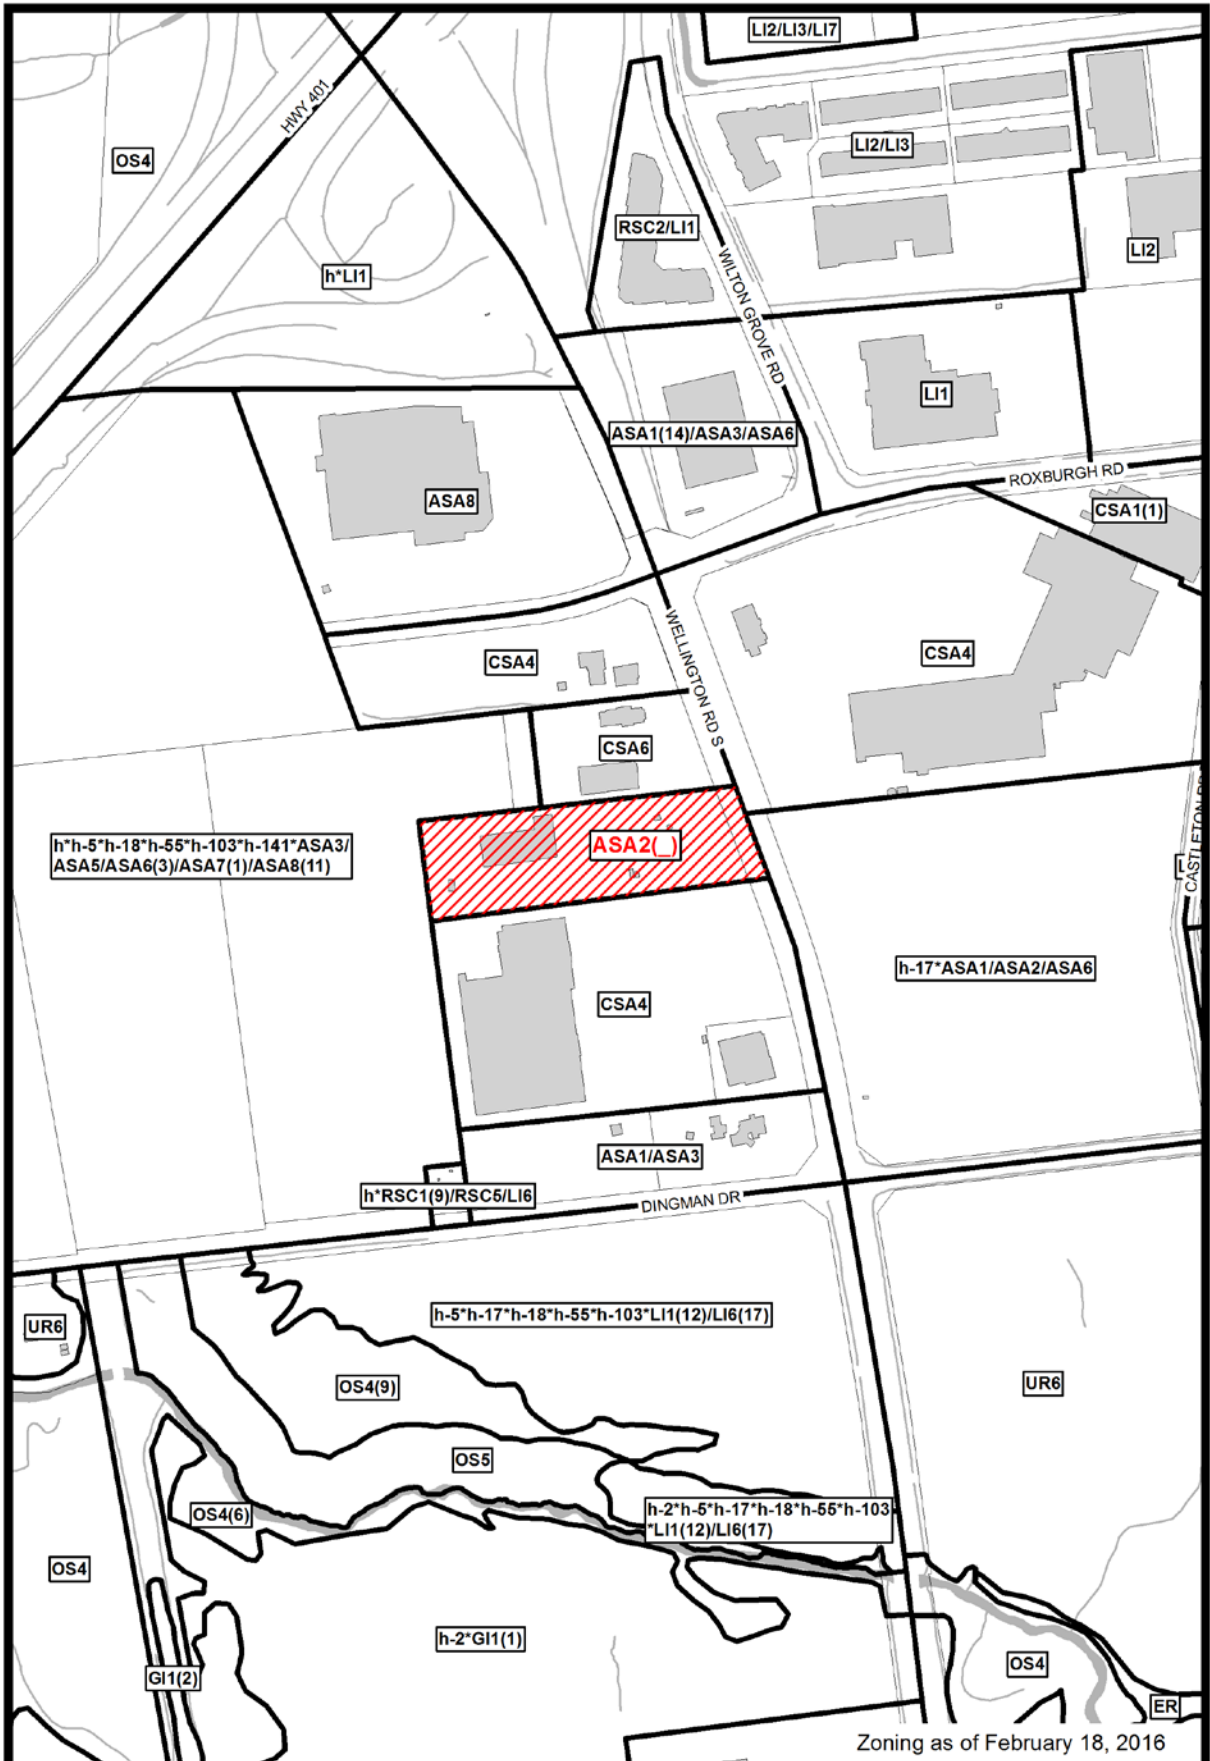 LI2/LI3/LI7
HWY 401
OS4
LI2/LI3
RSC2/LI1
LI2
h*LI1
WILTON GROVE RD
LI1
ASA1(14)/ASA3/ASA6
ROXBURGH RD
ASA8
CSA1(1)
WELLINGTON RD S
CSA4
CSA4
CSA6
h*h-5*h-18*h-55*h-103*h-141*ASA3/
ASA5/ASA6(3)/ASA7(1)/ASA8(11)
ASA2(_)
CASTLETON
h-17*ASA1/ASA2/ASA6
CSA4
ASA1/ASA3
h*RSC1(9)/RSC5/LI6
DINGMAN DR
UR6
h-5*h-17*h-18*h-55*h-103*LI1(12)/LI6(17)
OS4(9)
UR6
OS5
OS4(6)
h-2*h-5*h-17*h-18*h-55*h-103
*LI1(12)/LI6(17)
OS4
h-2*GI1(1)
GI1(2)
OS4
ER
Zoning as of February 18, 2016